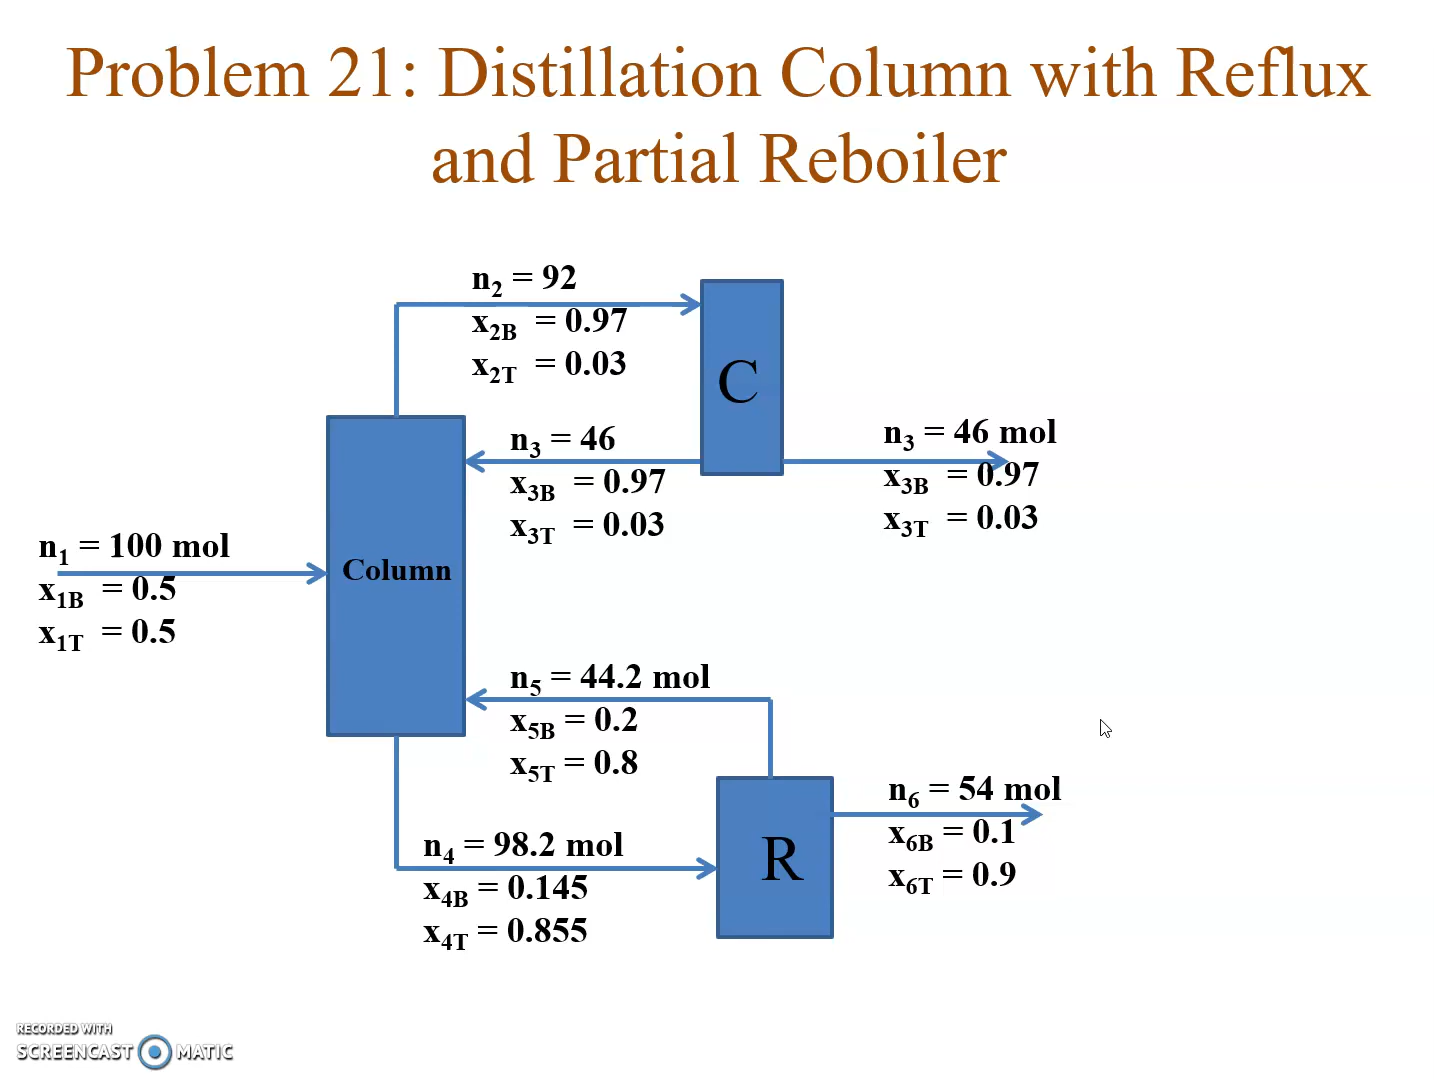 Problem 21: Distillation Column with Reflux
and Partial Reboiler
n2 = 92
x2B = 0.97
x2T = 0.03
C
n3 = 46
x3B = 0.97
x3T = 0.03
n3 = 46 mol
x3B = 0.97
x3T = 0.03
n1 = 100 mol
x1B = 0.5
x1T = 0.5
Column
n5 = 44.2 mol
x5B = 0.2
x5T = 0.8
n6 = 54 mol
x6B = 0.1
x6T = 0.9
R
n4 = 98.2 mol
x4B = 0.145
x4T = 0.855
RECORDED WITH
SCREENCAST MATIC